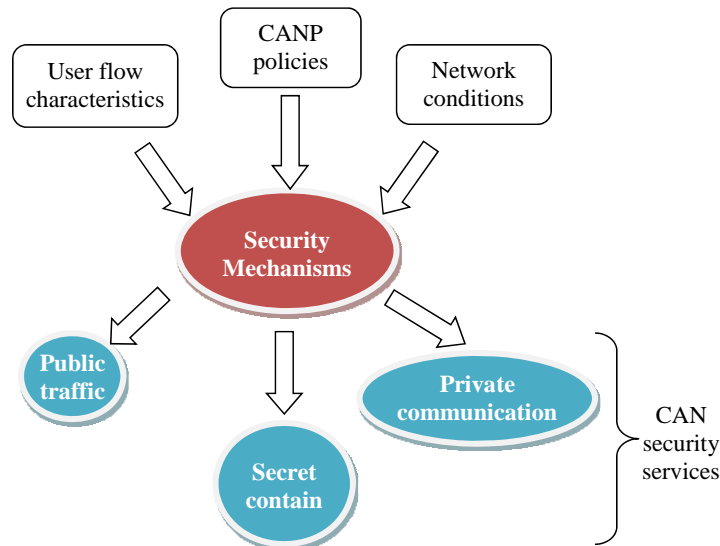 User flow
characteristics
CANP
policies
Network
conditions
Security
Mechanisms
Public
traffic
Secret
contain
Private
communication
CAN
security
services